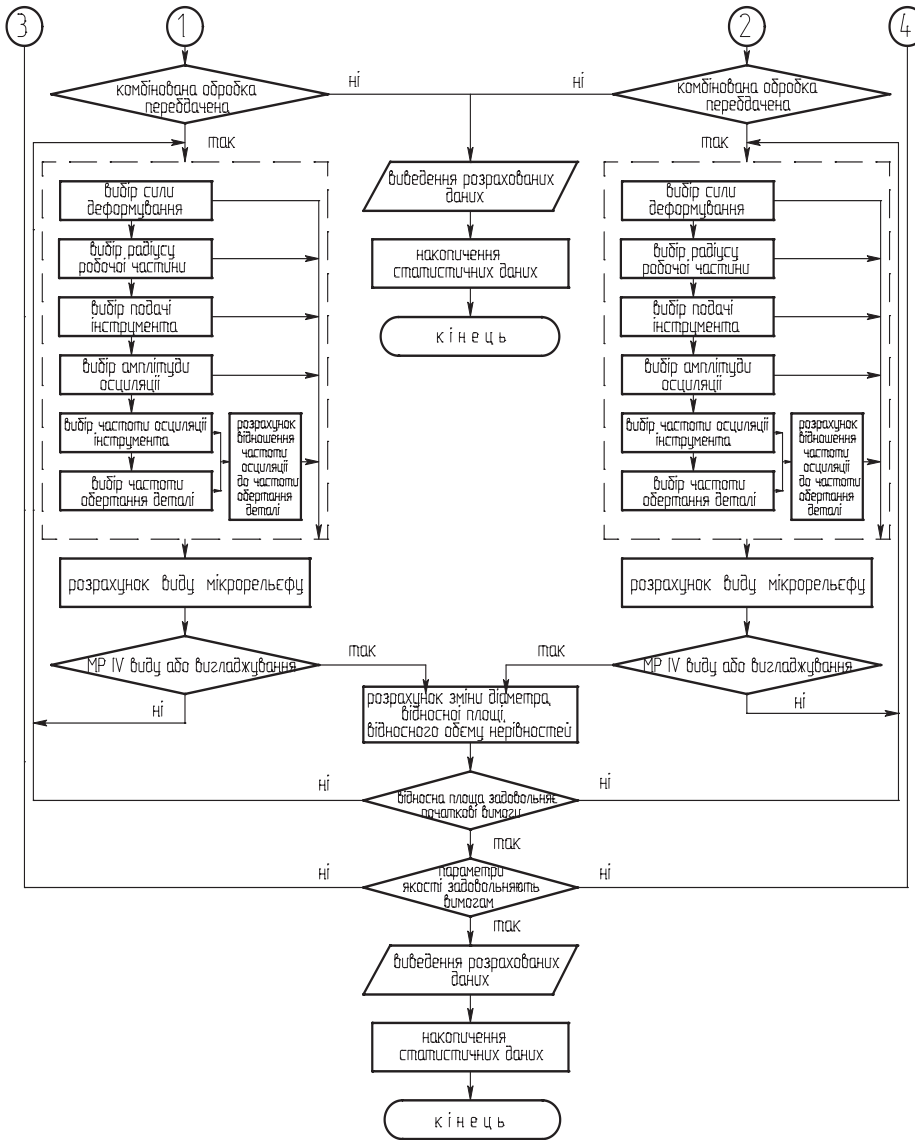 3
1
2
4
комбінована обробка
перебдачена
ні
ні
комбінована обробка
перебдачена
так
так
виведення розрахованих
даних
накопичення
статистичних даних
кінець
вибір сили
деформування
вибір радіусу
робочої частини
вибір подачі
інструмента
вибір амплітуди
осциляції
вибір частоти осциляції
інструмента
вибір частоти
обертання деталі
розрахунок
відношення
частоти
осциляції
до частоти
обертання
деталі
вибір сили
деформування
вибір радіусу
робочої частини
вибір подачі
інструмента
вибір амплітуди
осциляції
вибір частоти осциляції
інструмента
вибір частоти
обертання деталі
розрахунок
відношення
частоти
осциляції
до частоти
обертання
деталі
розрахунок виду мікрорельєфу
розрахунок виду мікрорельєфу
МР IV виду або вигладжування
так
так
МР IV виду або вигладжування
ні
ні
розрахунок зміни діаметра,
відносної площі,
відносного обєму нерівностей
ні
ні
відносна площа задовольняє
початкові вимоги
так
ні
ні
параметри
якості задовольняють
вимогам
так
виведення розрахованих
даних
накопичення
статистичних даних
кінець